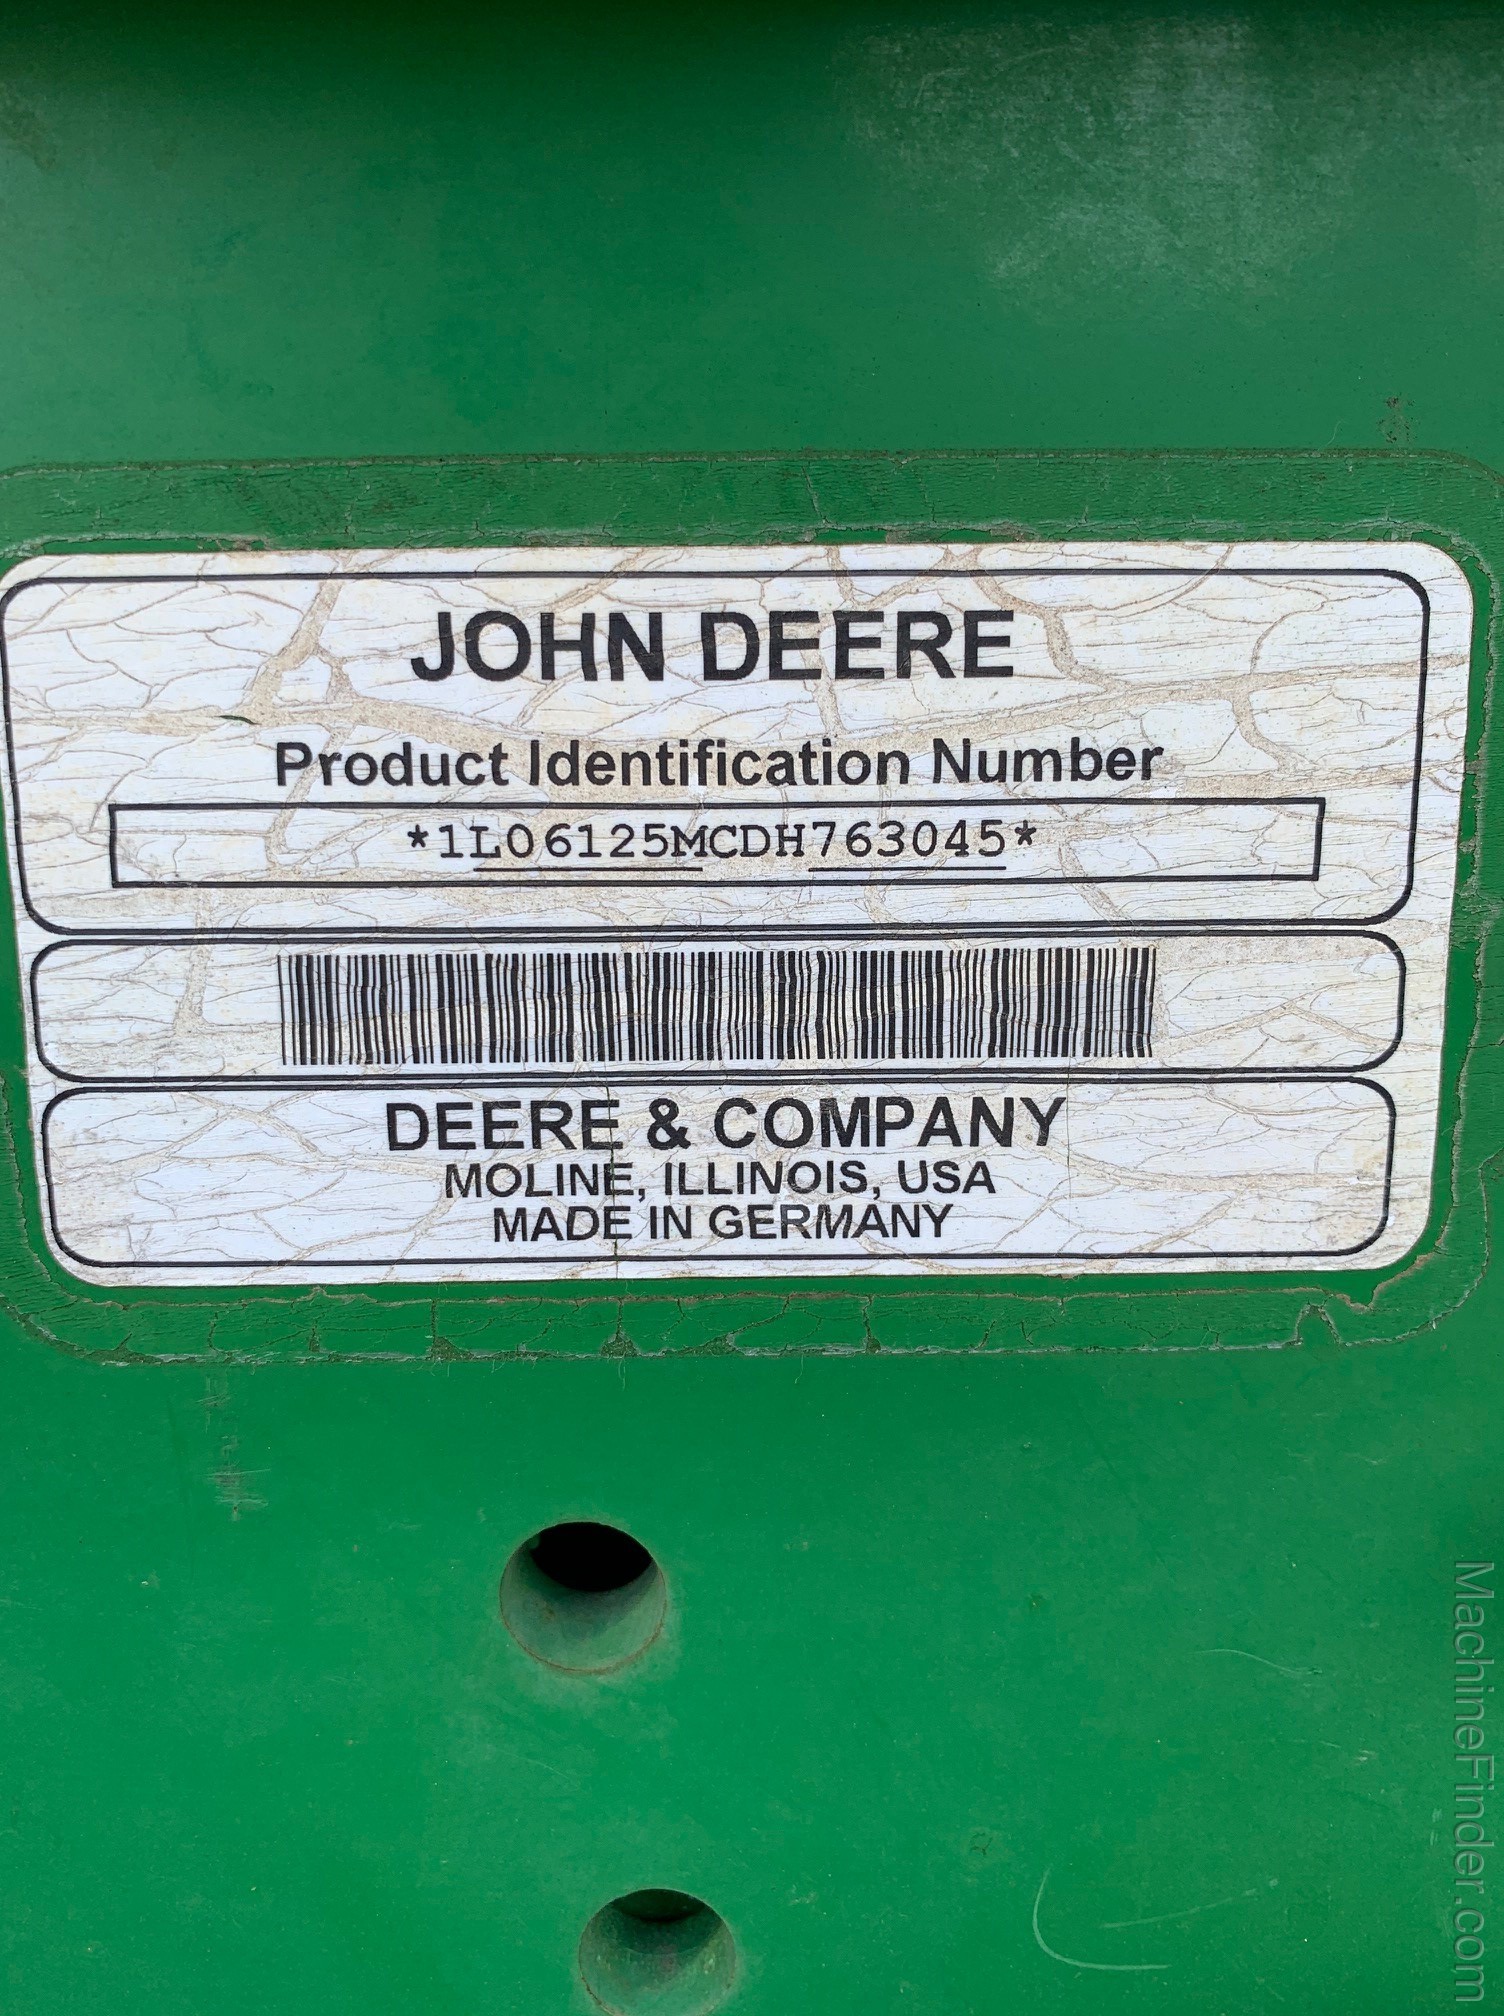 JOHN DEERE
Product Identification Number
*1L06125MCDH763045*
DEERE & COMPANY
MOLINE, ILLINOIS, USA
MADE IN GERMANY
MachineFinder.com